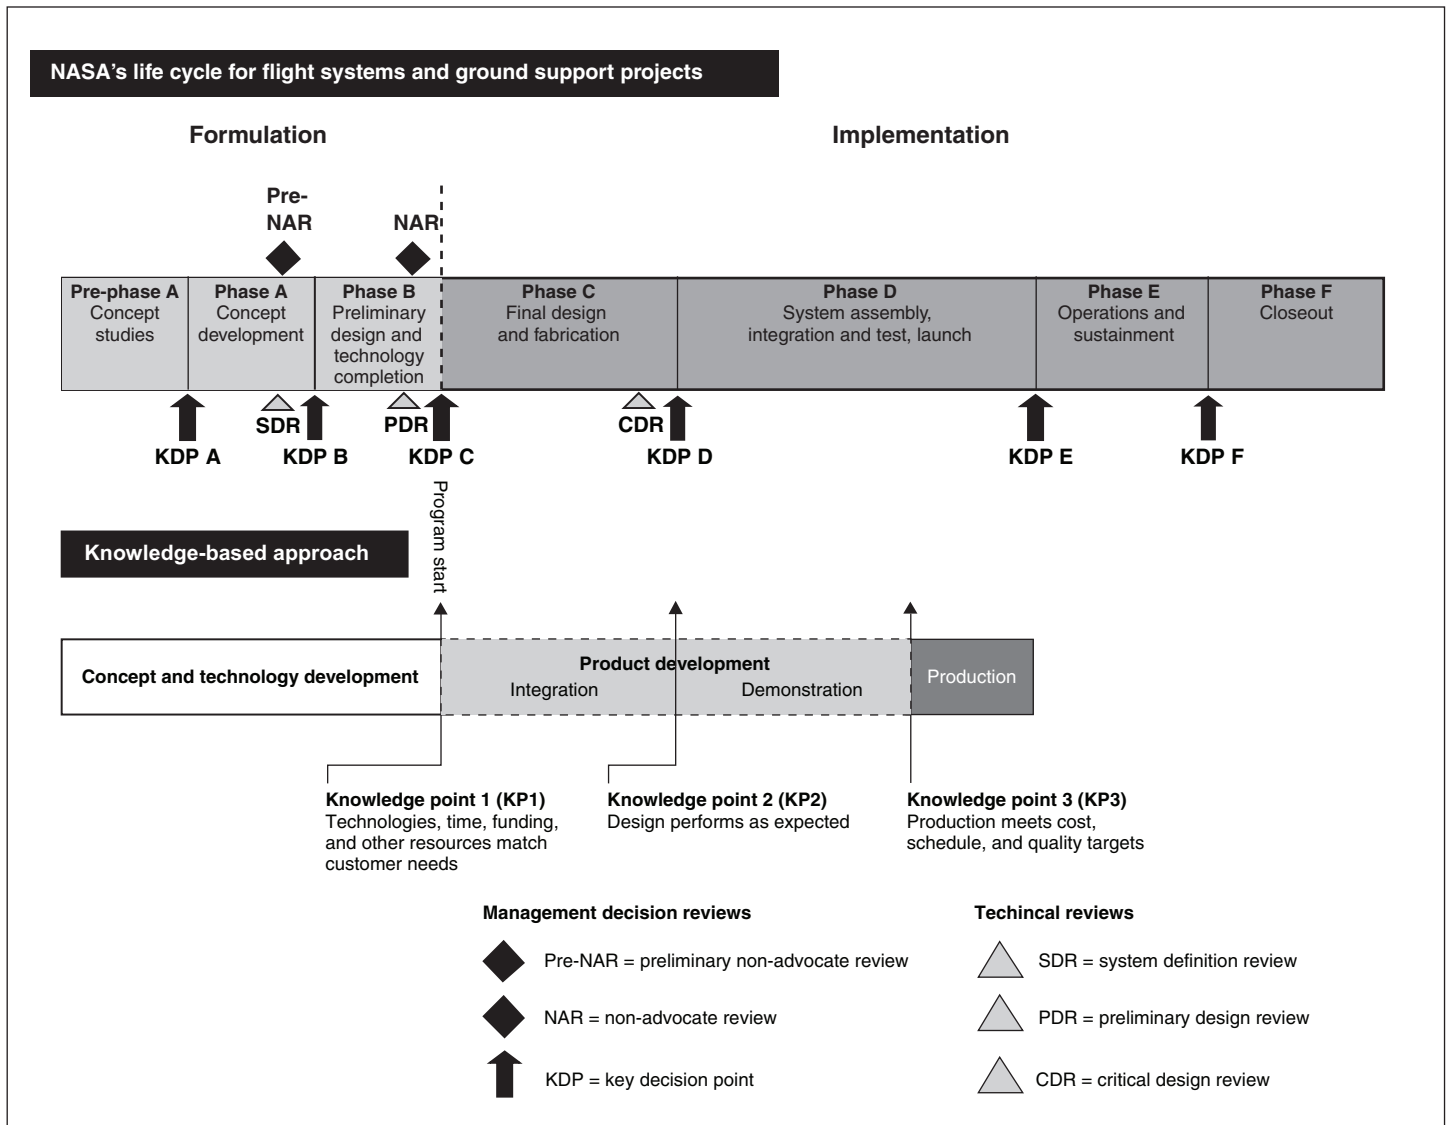 NASA's life cycle for flight systems and ground support projects
Formulation
Implementation
Pre-
NAR
NAR
Pre-phase A
Concept
studies
Phase A
Concept
development
Phase B
Preliminary
design and
technology
completion
Phase C
Final design
and fabrication
Phase D
System assembly,
integration and test, launch
Phase E
Operations and
sustainment
Phase F
Closeout
SDR
PDR
CDR
KDP A
KDP B
KDP C
KDP D
KDP E
KDP F
Program start
Knowledge-based approach
Concept and technology development
Product development
Integration
Demonstration
Production
Knowledge point 1 (KP1)
Technologies, time, funding,
and other resources match
customer needs
Knowledge point 2 (KP2)
Design performs as expected
Knowledge point 3 (KP3)
Production meets cost,
schedule, and quality targets
Management decision reviews
Pre-NAR = preliminary non-advocate review
NAR = non-advocate review
KDP = key decision point
Techincal reviews
SDR = system definition review
PDR = preliminary design review
CDR = critical design review